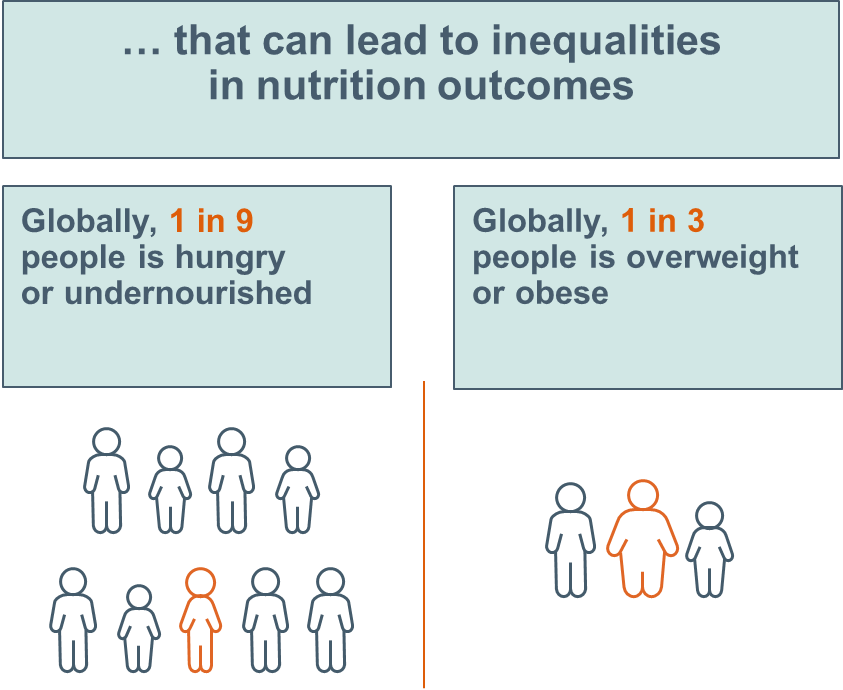 … that can lead to inequalities
in nutrition outcomes
Globally, 1 in 9
people is hungry
or undernourished
Globally, 1 in 3
people is overweight
or obese